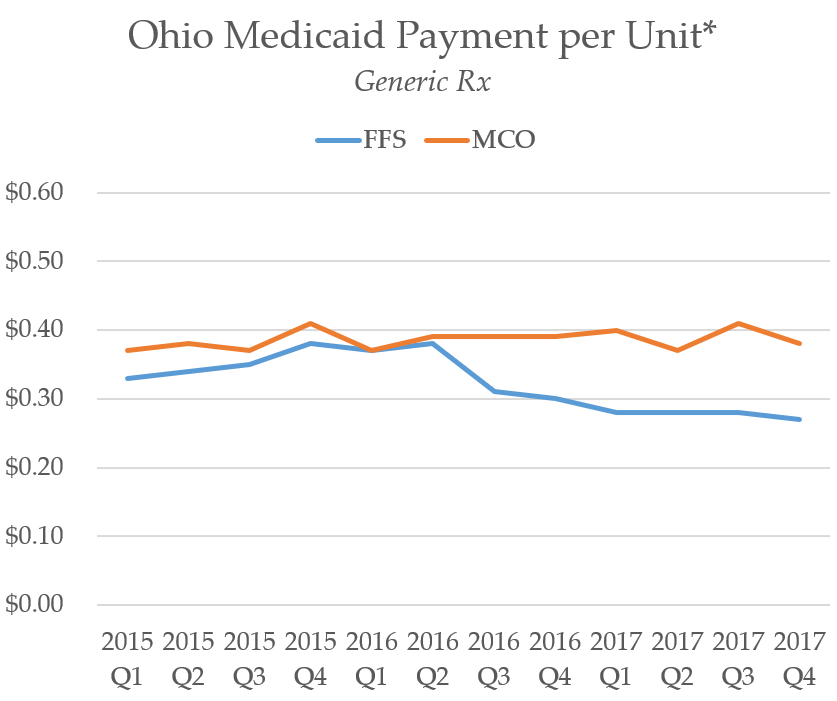 Ohio Medicaid Payment per Unit*
Generic Rx
FFS MCO
$0.60
$0.50
$0.40
$0.30
$0.20
$0.10
$0.00
2015 2015 2015 2015 2016 2016 2016 2016 2017 2017 2017 2017
Q1 Q2 Q3 Q4 Q1 Q2 Q3 Q4 Q1 Q2 Q3 Q4